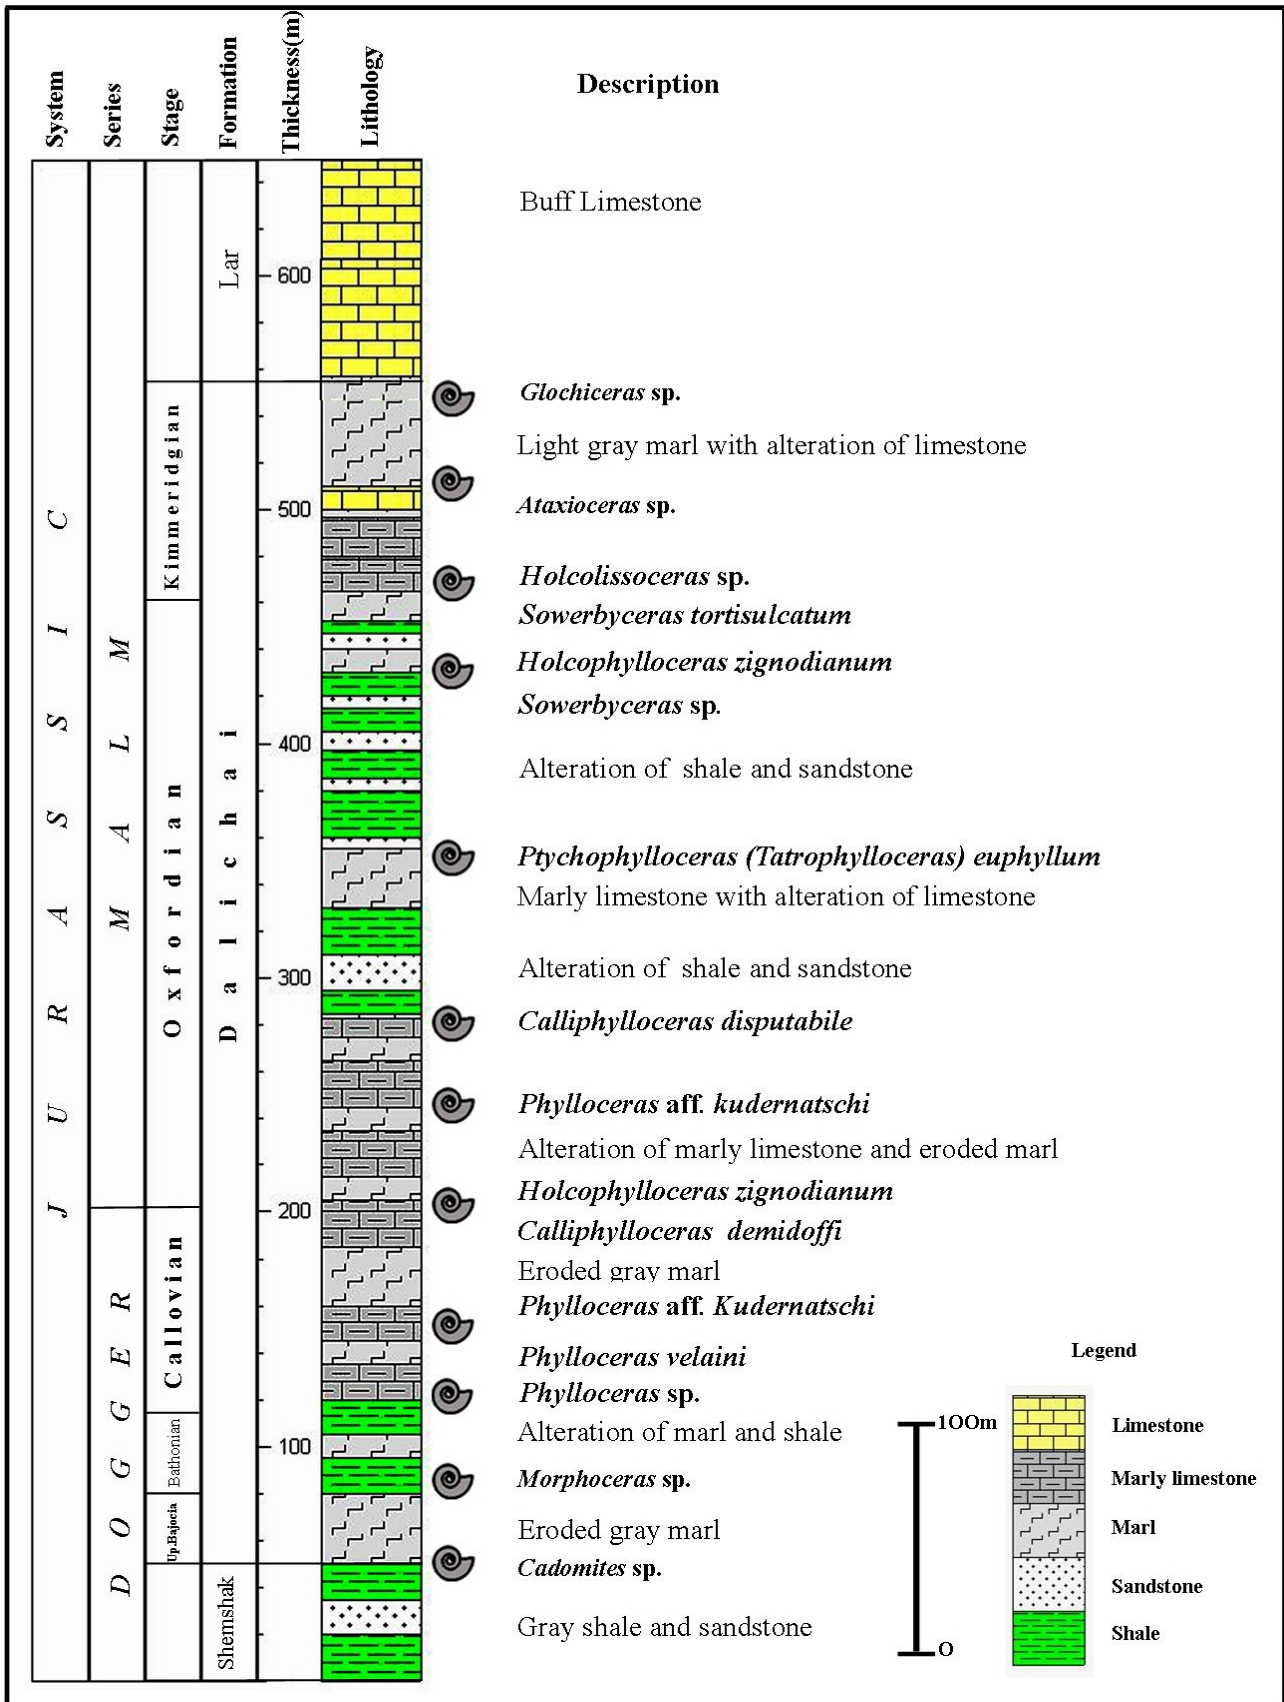 System
Series
Stage
Formation
Thickness(m)
Lithology
Description
JURASSIC
MALM
DOGGER
Kimmeridgian
Oxfordian
Callovian
Bathonian
Up.Bajocia
Lar
Dalichai
Shemshak
600
500
400
300
200
100
Buff Limestone
Glochiceras sp.
Light gray marl with alteration of limestone
Ataxioceras sp.
Holcolissoceras sp.
Sowerbyceras tortisulcatum
Holcophylloceras zignodianum
Sowerbyceras sp.
Alteration of shale and sandstone
Ptychophylloceras (Tatrophylloceras) euphyllum
Marly limestone with alteration of limestone
Alteration of shale and sandstone
Calliphylloceras disputabile
Phylloceras aff. kudernatschi
Alteration of marly limestone and eroded marl
Holcophylloceras zignodianum
Calliphylloceras demidoffi
Eroded gray marl
Phylloceras aff. Kudernatschi
Phylloceras velaini
Phylloceras sp.
Alteration of marl and shale
Morphoceras sp.
Eroded gray marl
Cadomites sp.
Gray shale and sandstone
100m
O
Legend
Limestone
Marly limestone
Marl
Sandstone
Shale